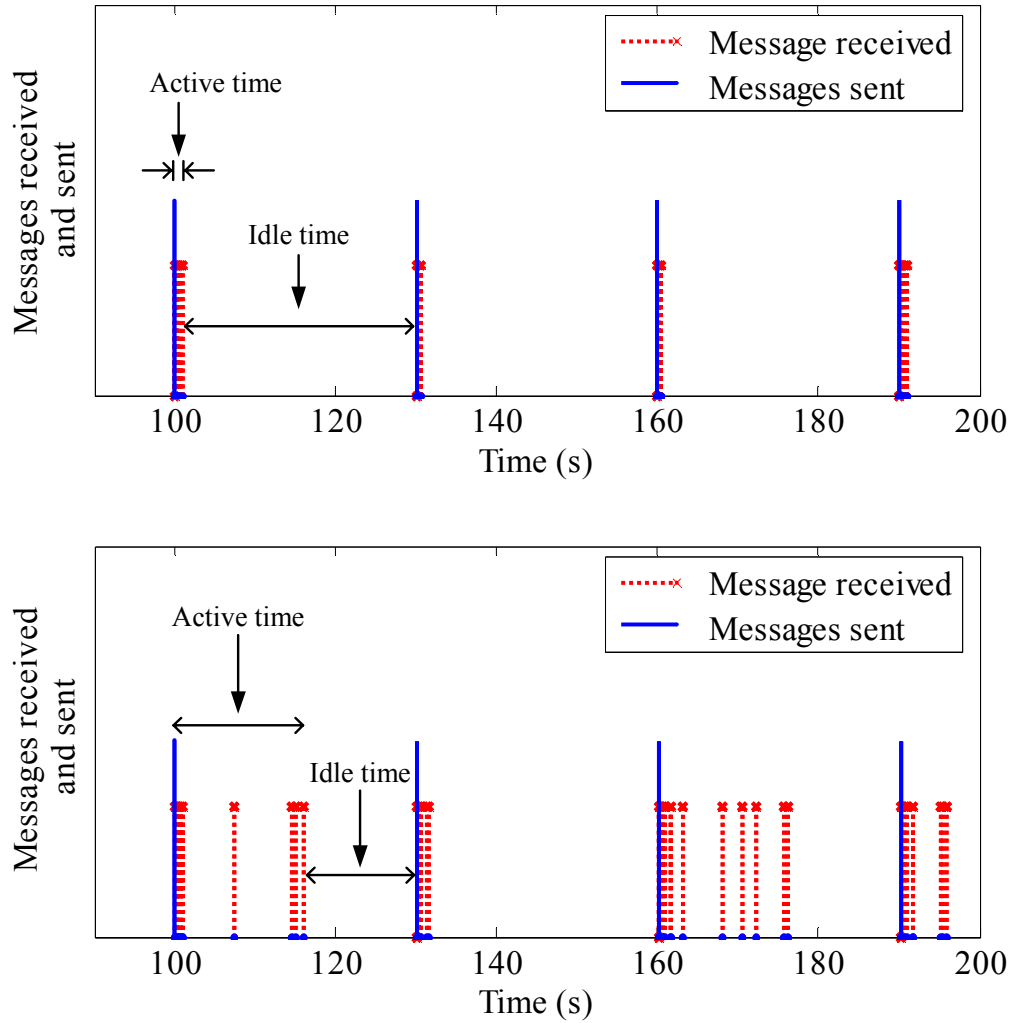 Message received
Messages sent
Active time
Idle time
Messages received
and sent
100 120 140 160 180 200
Time (s)
Message received
Messages sent
Active time
Idle time
Messages received
and sent
100 120 140 160 180 200
Time (s)